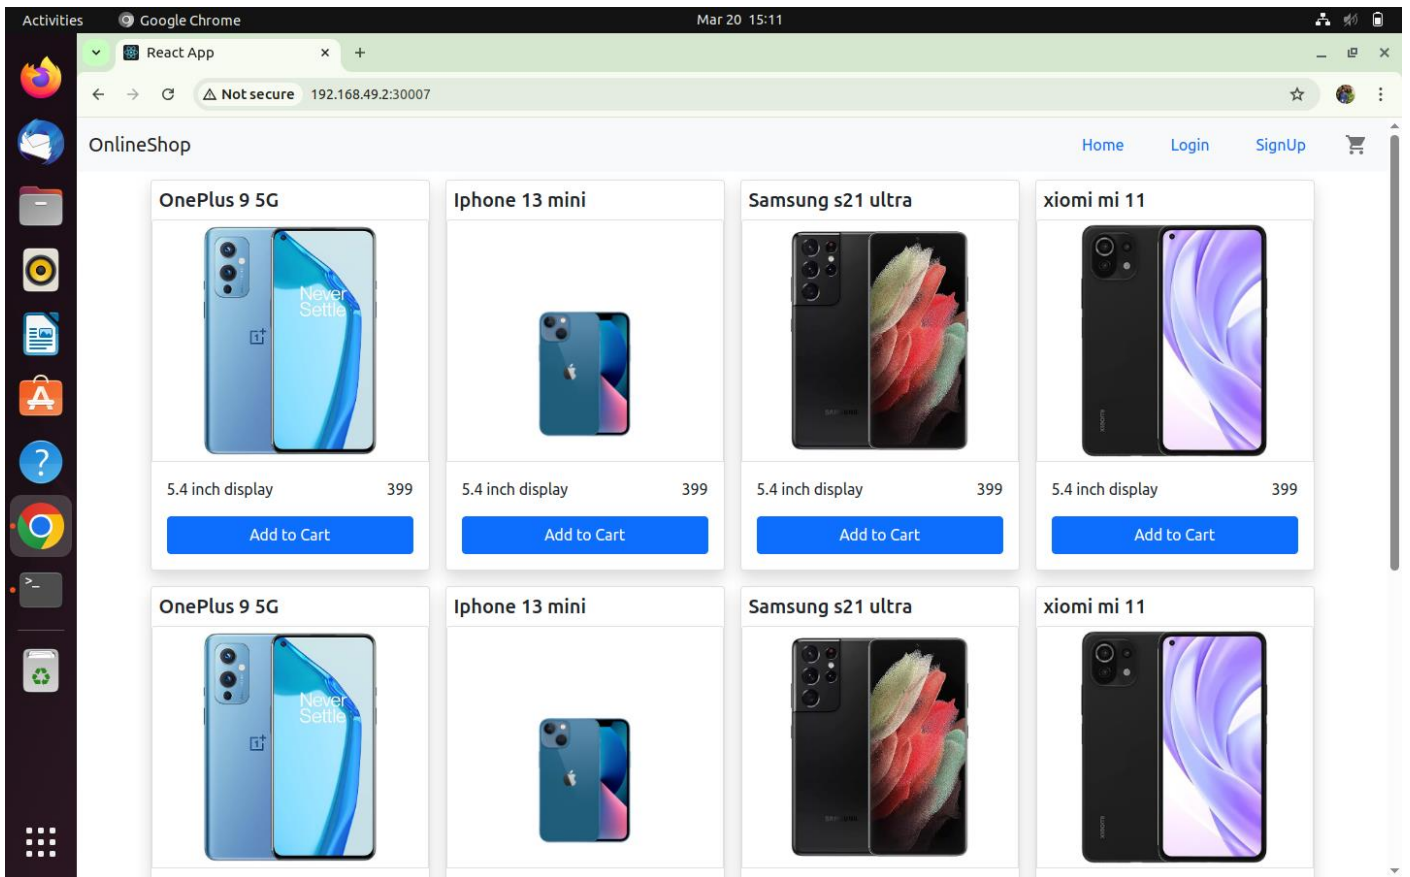 Activities Google Chrome Mar 20 15:11
React App
Not secure 192.168.49.2:30007
OnlineShop Home Login SignUp
OnePlus 9 5G Iphone 13 mini Samsung s21 ultra xiomi mi 11
Never
Settle
SAMSUNG
xiaomi
5.4 inch display 399 5.4 inch display 399 5.4 inch display 399 5.4 inch display 399
Add to Cart Add to Cart Add to Cart Add to Cart
OnePlus 9 5G Iphone 13 mini Samsung s21 ultra xiomi mi 11
Never
Settle
SAMSUNG
xiaomi